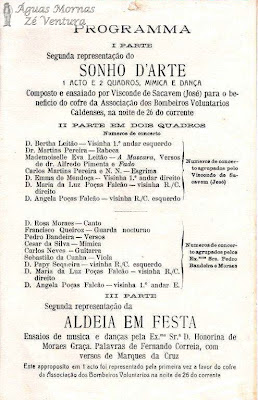 Aguas Mornas
Zé Ventura
PROGRAMMA
I PARTE
Segunda representação do
SONHO D'ARTE
1 ACTO E 2 QUADROS, MIMICA E DANÇA
Composto e ensaiado por Visconde de Sacavem (José) para o be-
neficio do cofre da Associação dos Bombeiros Voluntarios
Caldenses, na noite de 26 do corrente
II PARTE EM DOIS QUADROS
Numeros de concerto
D. Bertha Leitão — Visinha 1.º andar esquerdo
Dr. Martins Pereira — Rabeca
Mademoiselle Eva Leitão — A Mascara, Versos
de dr. Alfredo Pimenta e Fado
Carlos Martins Pereira e N. N. — Esgrima
D. Emma de Mendoça — Visinha 1.º andar direito
D. Maria da Luz Poças Falcão — Visinha R./C.
direito
D. Angela Poças Falcão — visinha R./C. esquerdo
Numeros de con-
certo agrupados
pelo Visconde de
Sacavem (José)
D. Rosa Moraes — Canto
Francisco Queiroz — Guarda nocturno
Pedro Bandeira — Versos
Cesar da Silva — Mimica
Carlos Neves — Guitarra
Sebastião da Cunha — Viola
D. Papr Sequeira — visinha R./C. esquerdo
D. Maria da Luz Poças Falcão — visinha R./C.
direito
D. Angela Poças Falcão — visinha 1.º andar E.
Numeros de concer-
to agrupados pelos
Ex.mos Srs. Pedro
Bandeira e Moraes
III PARTE
Segunda representação da
ALDEIA EM FESTA
Ensaios de musica e danças pela Ex.ma Sr.ª D. Honorina de
Moraes Graça. Palavras de Fernando Correia, com
versos de Marques da Cruz
Este approposito em 1 acto foi representado pela primeira vez a favor do cofre
da Associação dos Bombeiros Voluntarios na noite de 26 do corrente